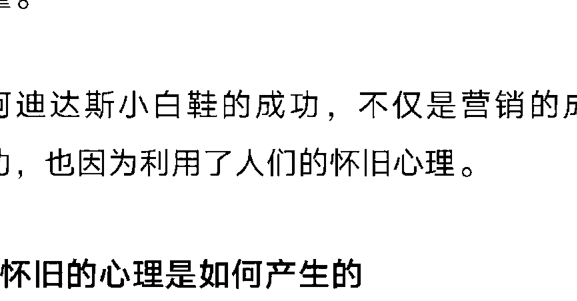 。
阿迪达斯小白鞋的成功，不仅是营销的成
功，也因为利用了人们的怀旧心理。
怀旧的心理是如何产生的